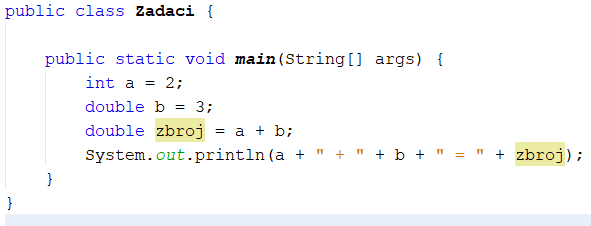 public class Zadaci {
public static void main(String[] args) {
int a = 2;
double b = 3;
double zbroj = a + b;
System.out.println(a + " + " + b + " = " + zbroj);
}
}